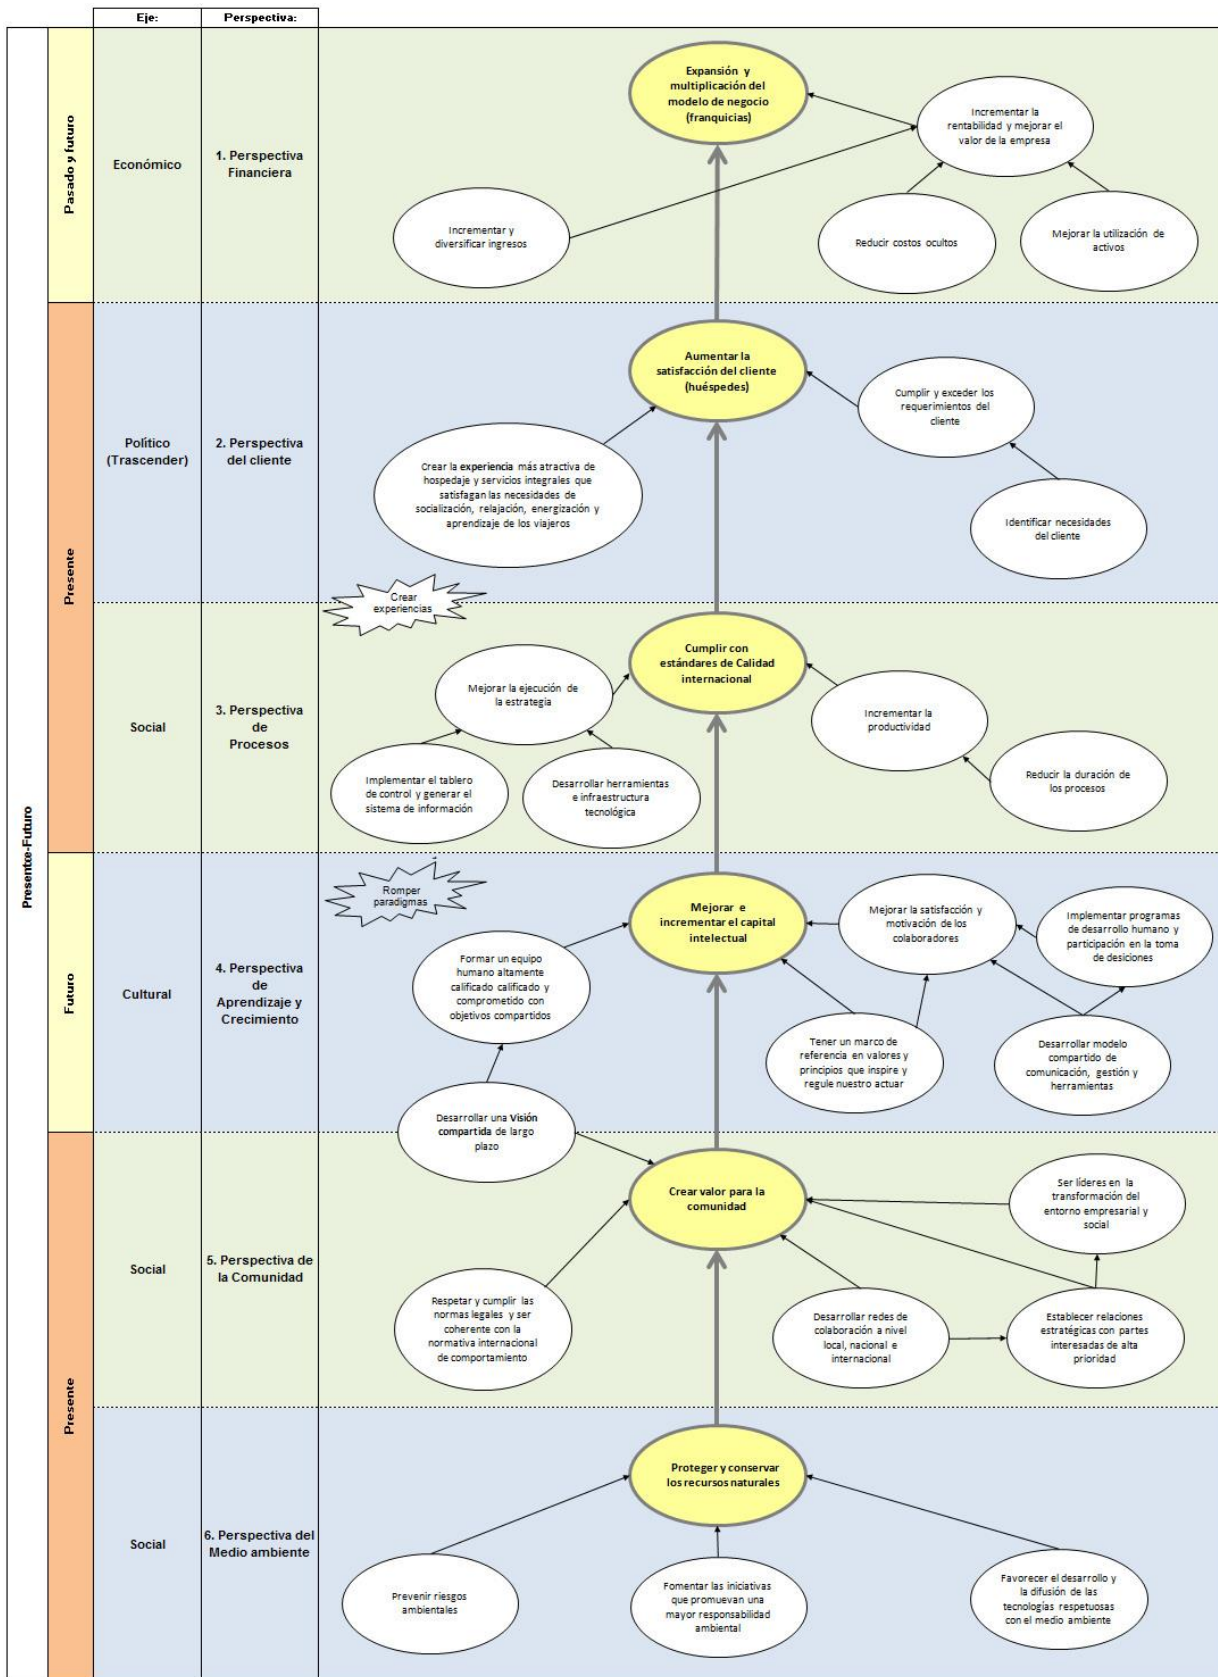 Eje:
Perspectiva:
Presentxe-Futuro
Pasado y futuro
Económico
1. Perspectiva
Financiera
Expansión y
multiplicación del
modelo de negocio
(franquicias)
Incrementar la
rentabilidad y mejorar el
valor de la empresa
Incrementar y
diversificar ingresos
Reducir costos ocultos
Mejorar la utilización de
activos
Presente
Político
(Trascender)
2. Perspectiva
del cliente
Aumentar la
satisfacción del cliente
(huéspedes)
Cumplir y exceder los
requerimientos del
cliente
Crear la experiencia más atractiva de
hospedaje y servicios integrales que
satisfagan las necesidades de
socialización, relajación, energización y
aprendizaje de los viajeros
Identificar necesidades
del cliente
Crear
experiencias
Social
3. Perspectiva
de
Procesos
Cumplir con
estándares de Calidad
internacional
Mejorar la ejecución de
la estrategia
Incrementar la
productividad
Implementar el tablero
de control y generar el
sistema de información
Desarrollar herramientas
e infraestructura
tecnológica
Reducir la duración de
los procesos
Futuro
Cultural
4. Perspectiva
de
Aprendizaje y
Crecimiento
Romper
paradigmas
Mejorar e
incrementar el capital
intelectual
Mejorar la satisfacción y
motivación de los
colaboradores
Implementar programas
de desarrollo humano y
participación en la toma
de desiciones
Formar un equipo
humano altamente
calificado calificado y
comprometido con
objetivos compartidos
Tener un marco de
referencia en valores y
principios que inspire y
regule nuestro actuar
Desarrollar modelo
compartido de
comunicación, gestión y
herramientas
Desarrollar una Visión
compartida de largo
plazo
Presente
Social
5. Perspectiva de
la Comunidad
Crear valor para la
comunidad
Ser líderes en la
transformación del
entorno empresarial y
social
Respetar y cumplir las
normas legales y ser
coherente con la
normativa internacional
de comportamiento
Desarrollar redes de
colaboración a nivel
local, nacional e
internacional
Establecer relaciones
estratégicas con partes
interesadas de alta
prioridad
Social
6. Perspectiva del
Medio ambiente
Proteger y conservar
los recursos naturales
Prevenir riesgos
ambientales
Fomentar las iniciativas
que promuevan una
mayor responsabilidad
ambiental
Favorecer el desarrollo y
la difusión de las
tecnologías respetuosas
con el medio ambiente